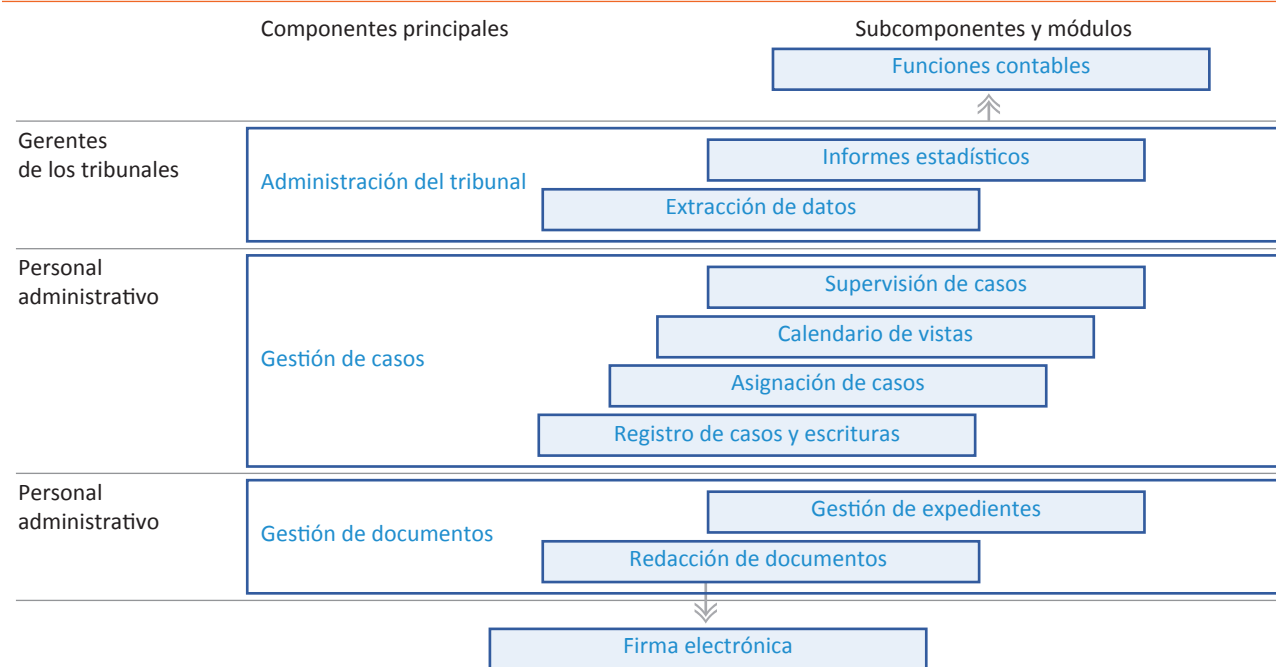 Componentes principales
Subcomponentes y módulos
Funciones contables
Gerentes
de los tribunales
Administración del tribunal
Informes estadísticos
Extracción de datos
Personal
administrativo
Gestión de casos
Supervisión de casos
Calendario de vistas
Asignación de casos
Registro de casos y escrituras
Personal
administrativo
Gestión de documentos
Gestión de expedientes
Redacción de documentos
Firma electrónica